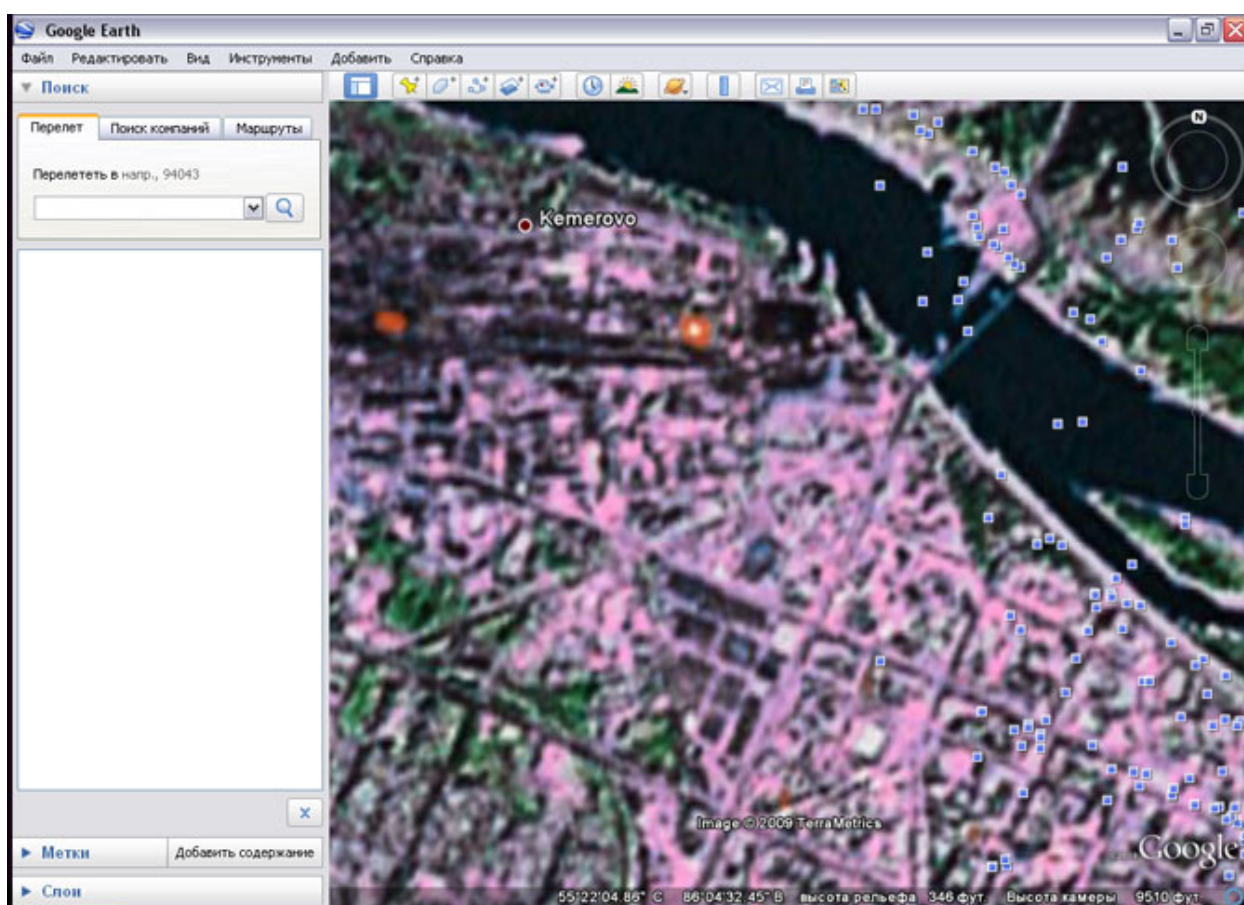 Google Earth
Файл Редактировать Вид Инструменты Добавить Справка
Поиск
Перелет Поиск компаний Маршруты
Перелететь в напр., 94043
N
Kemerovo
Image © 2009 TerraMetrics
Google
Метки Добавить содержание
Слои
55°22'04.86" С 86°04'32.45" В высота рельефа 346 фут Высота камеры 9510 фут